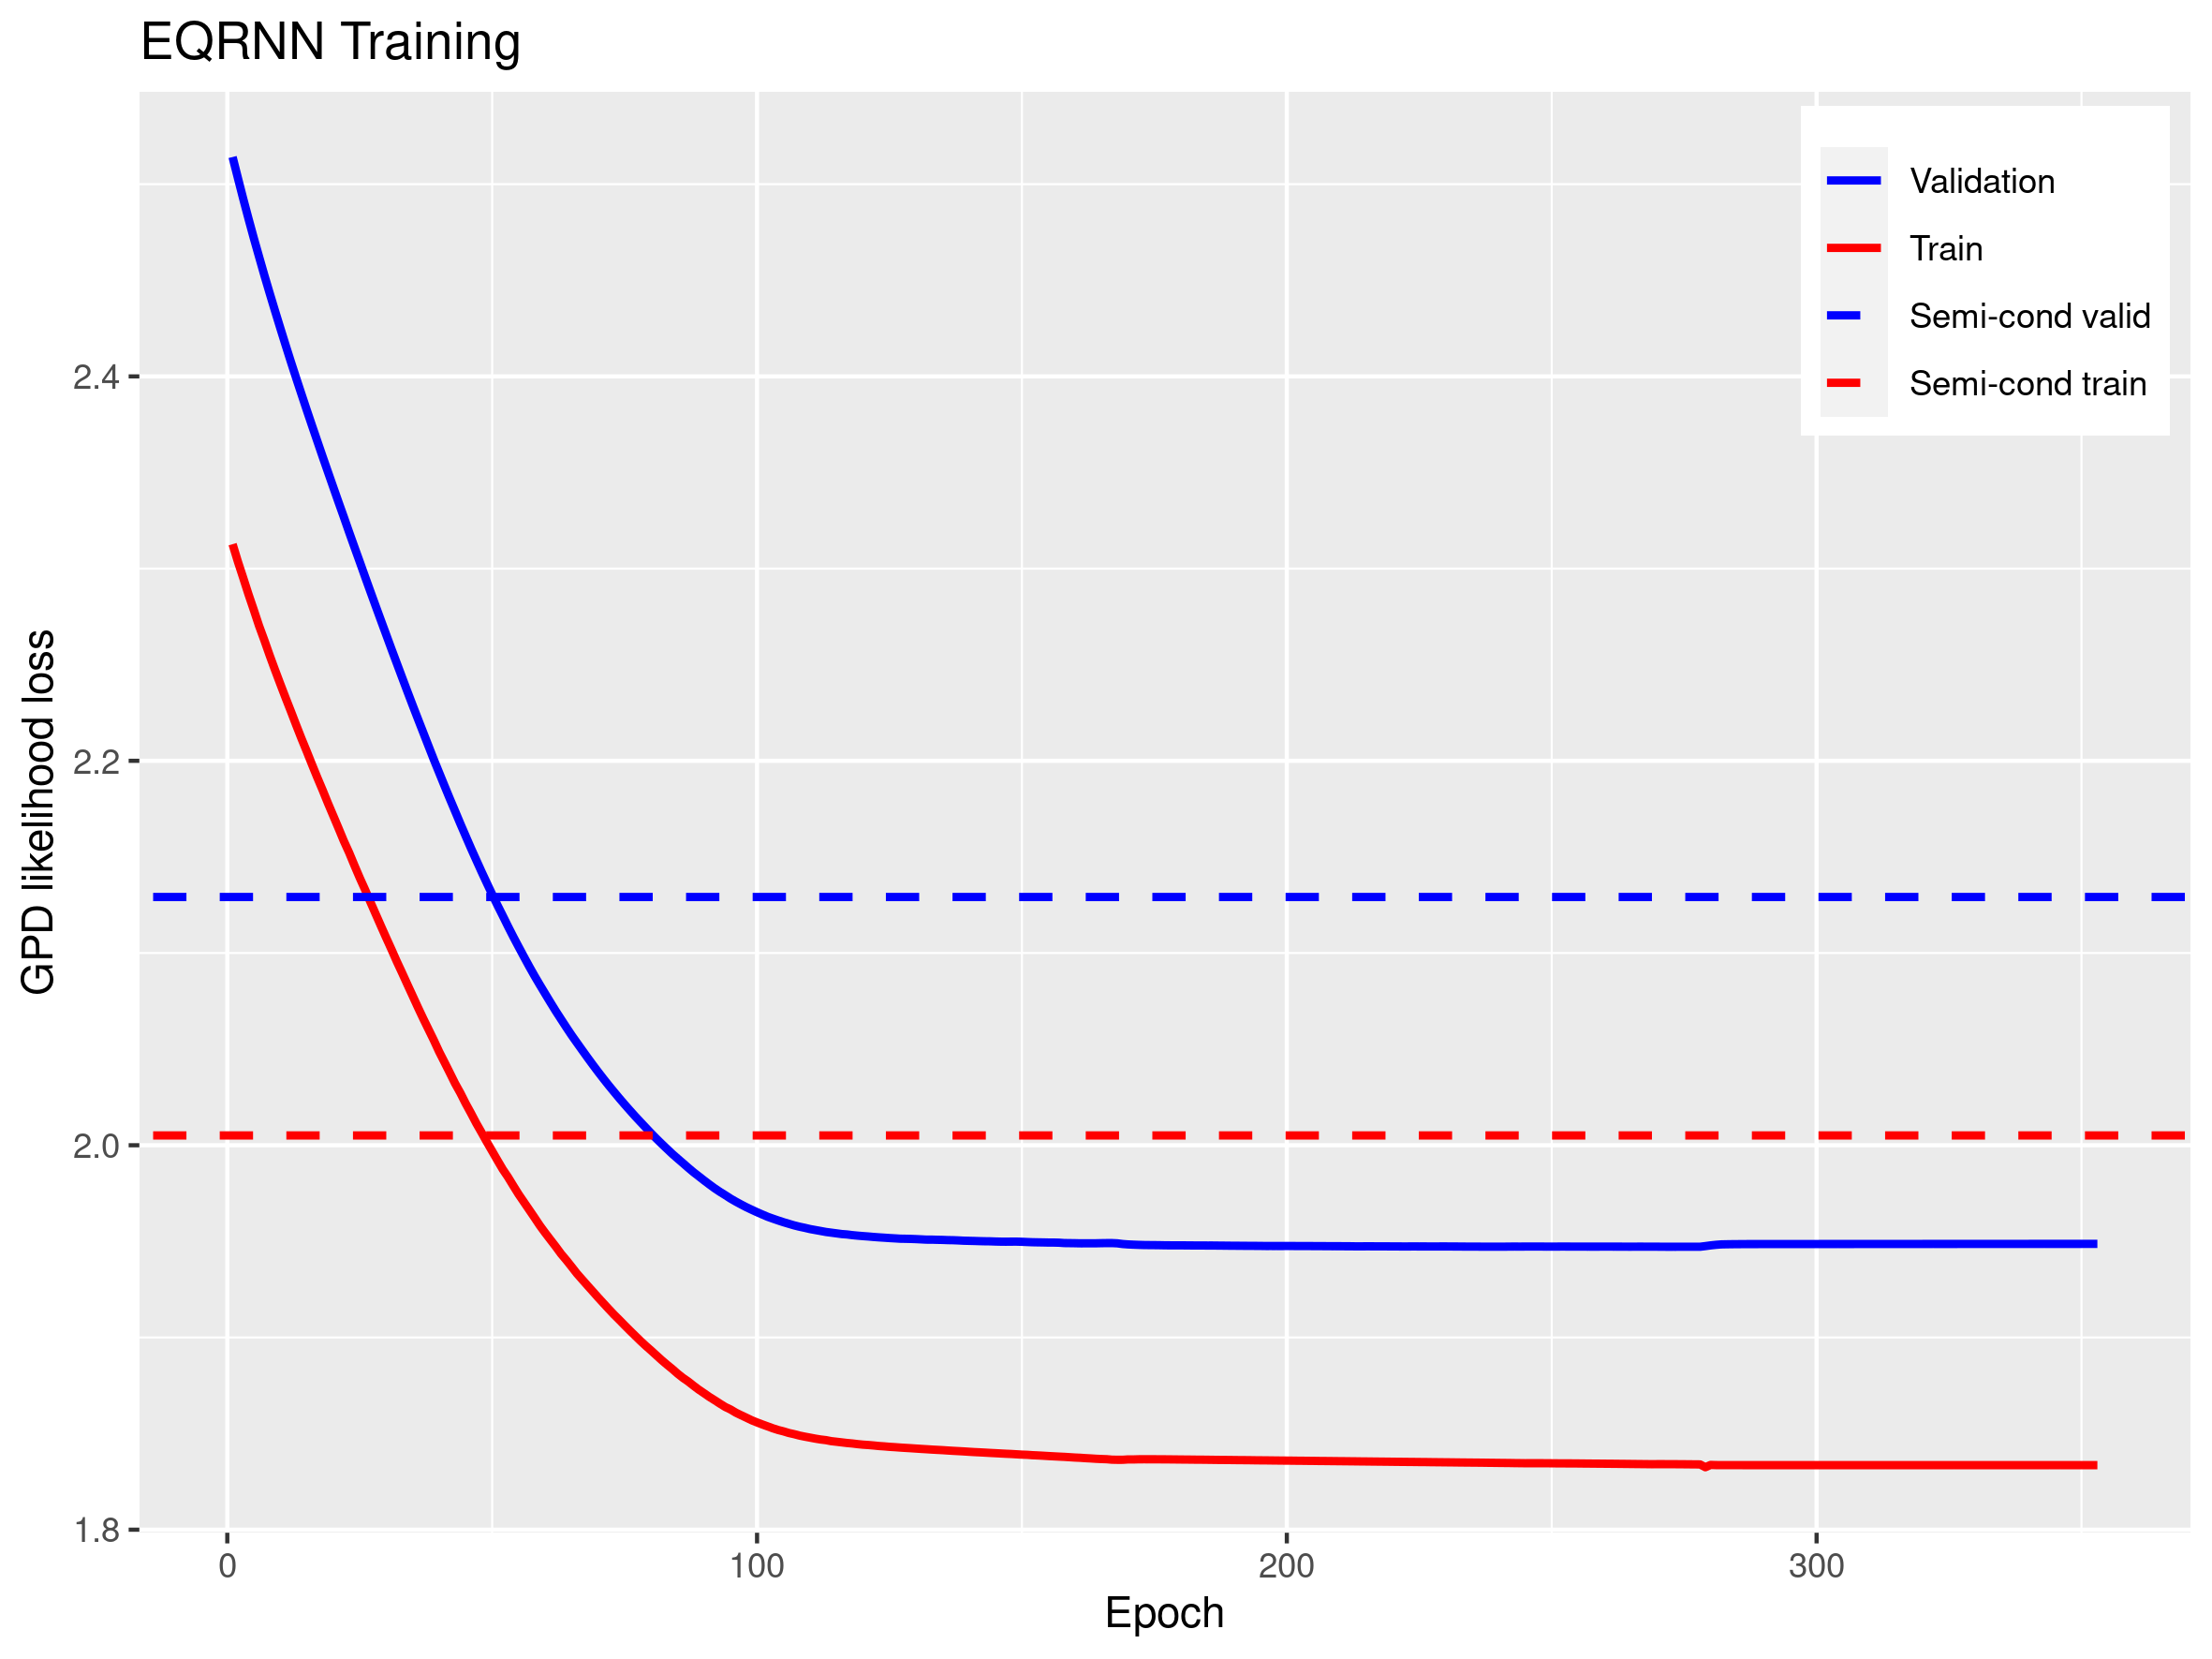 EQRNN Training
Validation
Train
Semi-cond valid
Semi-cond train
GPD likelihood loss
2.4
2.2
2.0
1.8
0 100 200 300
Epoch